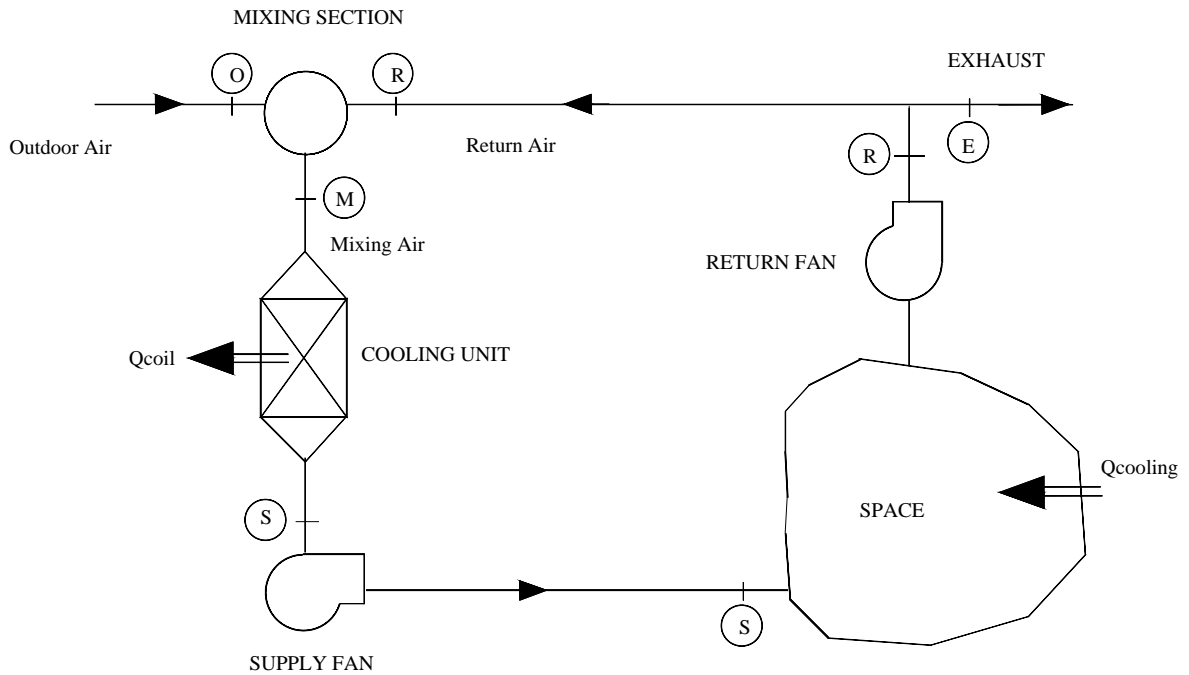 MIXING SECTION
O
R
EXHAUST
Outdoor Air
Return Air
R
E
M
Mixing Air
RETURN FAN
Qcoil
COOLING UNIT
Qcooling
SPACE
S
S
SUPPLY FAN